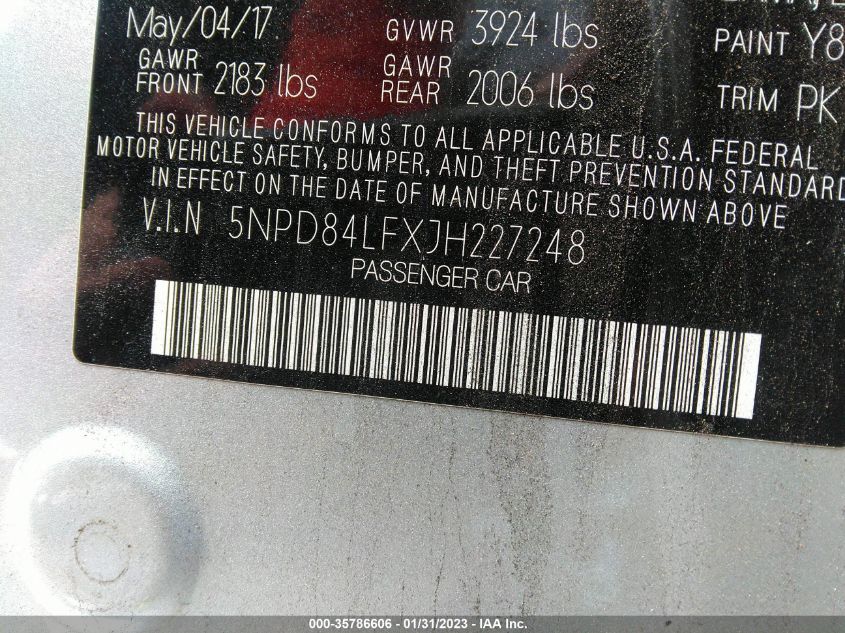 May/04/17 GVWR 3924 lbs PAINT Y8
GAWR FRONT 2183 lbs GAWR REAR 2006 lbs TRIM PK
THIS VEHICLE CONFORMS TO ALL APPLICABLE U.S.A. FEDERAL
MOTOR VEHICLE SAFETY, BUMPER, AND THEFT PREVENTION STANDARD
IN EFFECT ON THE DATE OF MANUFACTURE SHOWN ABOVE
V.I.N 5NPD84LFXJH227248
PASSENGER CAR
000-35786606 - 01/31/2023 - IAA Inc.